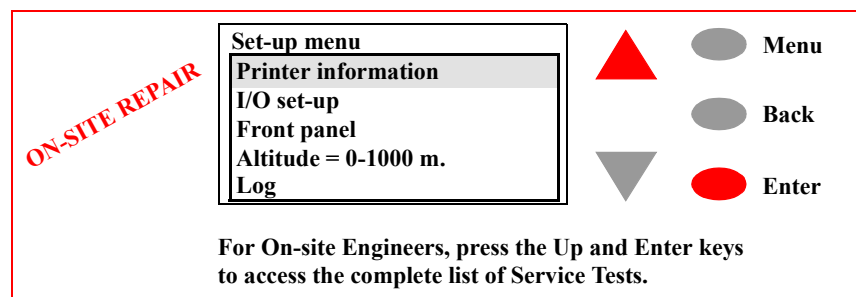 ON-SITE REPAIR
Set-up menu
Printer information
I/O set-up
Front panel
Altitude = 0-1000 m.
Log
Menu
Back
Enter
For On-site Engineers, press the Up and Enter keys
to access the complete list of Service Tests.